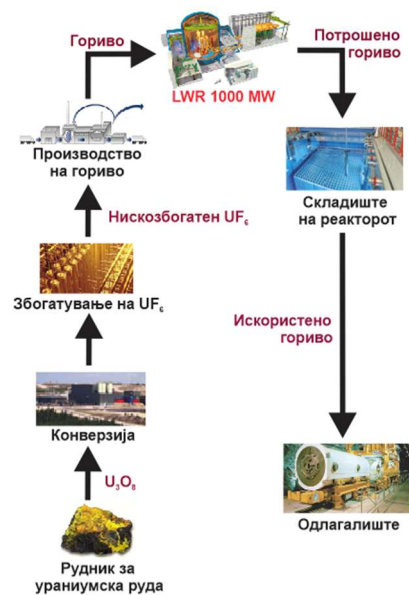 Гориво
Потрошено
гориво
LWR 1000 MW
Производство
на гориво
Складиште
на реакторот
Нискозбогатен UF₆
Збогатување на UF₆
Искористено
гориво
Конверзија
U₃O₈
Одлагалиште
Рудник за
ураниумска руда